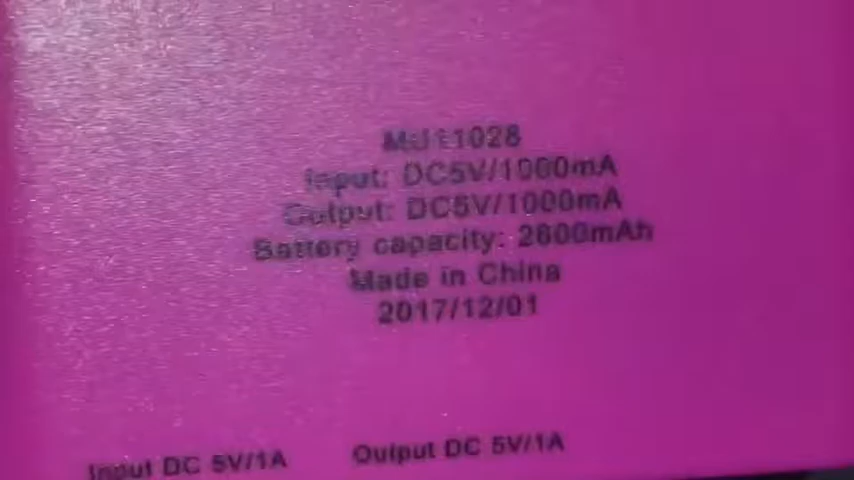 MU11028
Input: DC5V/1000mA
Output: DC5V/1000mA
Battery capacity: 2600mAh
Made in China
2017/12/01
Input DC 5V/1A
Output DC 5V/1A